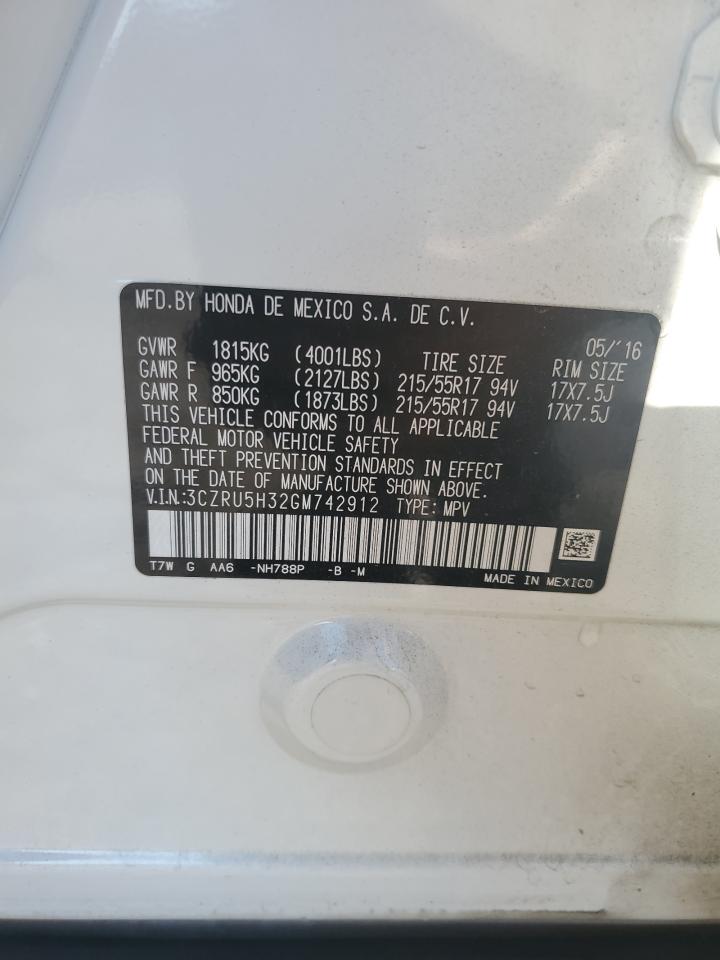 MFD.BY HONDA DE MEXICO S.A. DE C.V.
05/'16
GVWR 1815KG (4001LBS) TIRE SIZE RIM SIZE
GAWR F 965KG (2127LBS) 215/55R17 94V 17X7.5J
GAWR R 850KG (1873LBS) 215/55R17 94V 17X7.5J
THIS VEHICLE CONFORMS TO ALL APPLICABLE
FEDERAL MOTOR VEHICLE SAFETY
AND THEFT PREVENTION STANDARDS IN EFFECT
ON THE DATE OF MANUFACTURE SHOWN ABOVE.
V.I.N:3CZRU5H32GM742912 TYPE: MPV
T7W G AA6 -NH788P -B -M MADE IN MEXICO